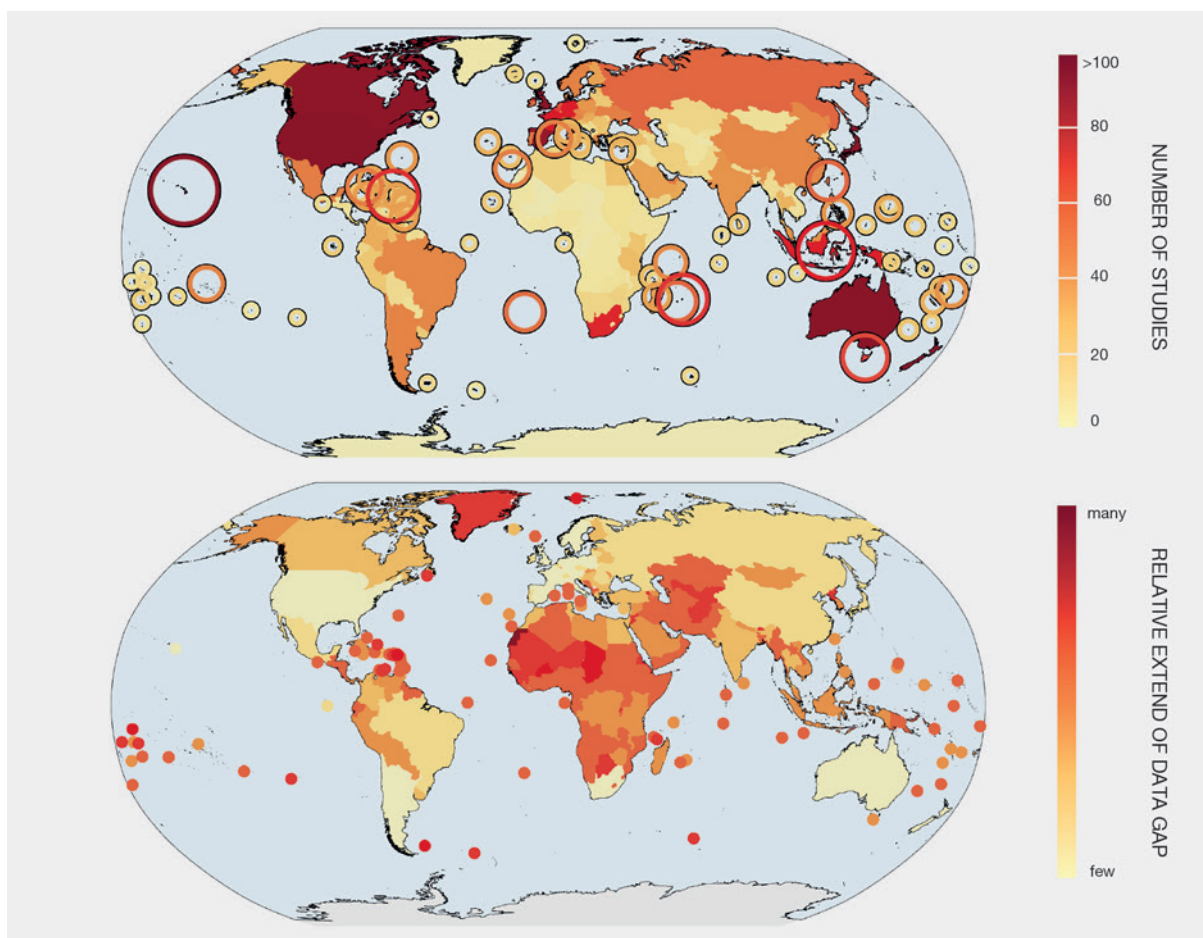 >100
80
60
40
20
0
NUMBER OF STUDIES
many
few
RELATIVE EXTEND OF DATA GAP